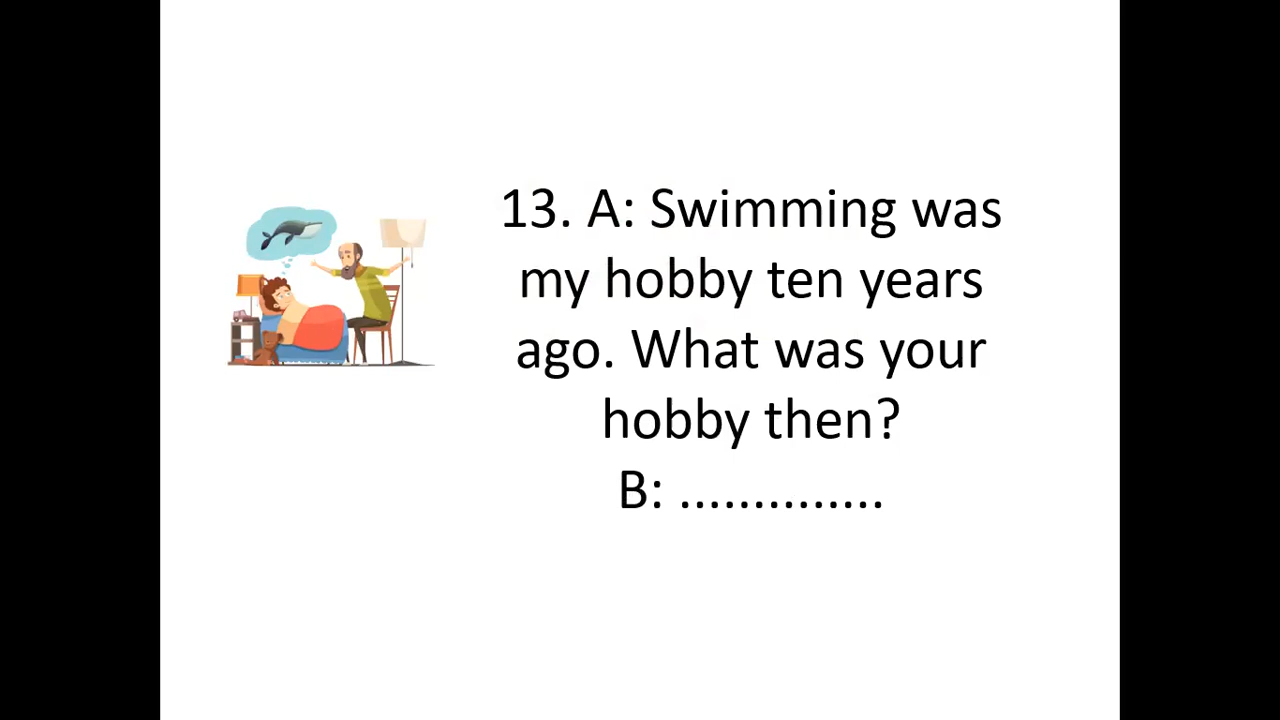 13. A: Swimming was
my hobby ten years
ago. What was your
hobby then?
B: ..............